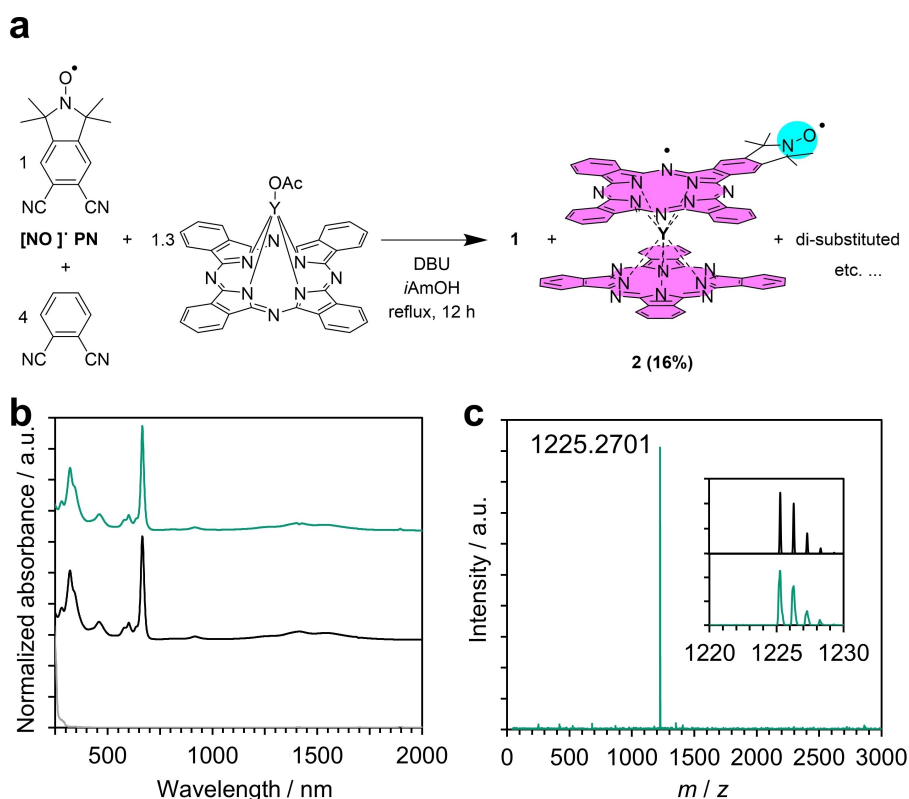 a
O•
N
1
NC CN
[NO ]• PN
+
4
CN CN
+ 1.3
OAc
Y
N
N N
N N
N N
N
DBU
iAmOH
reflux, 12 h
1 +
•
N
N N
N N
N N
N
N O •
Y
N N
N N
N N
N N
2 (16%)
+ di-substituted
etc. ...
b
Normalized absorbance / a.u.
500 1000 1500 2000
Wavelength / nm
c
1225.2701
Intensity / a.u.
1220 1225 1230
0 500 1000 1500 2000 2500 3000
m / z